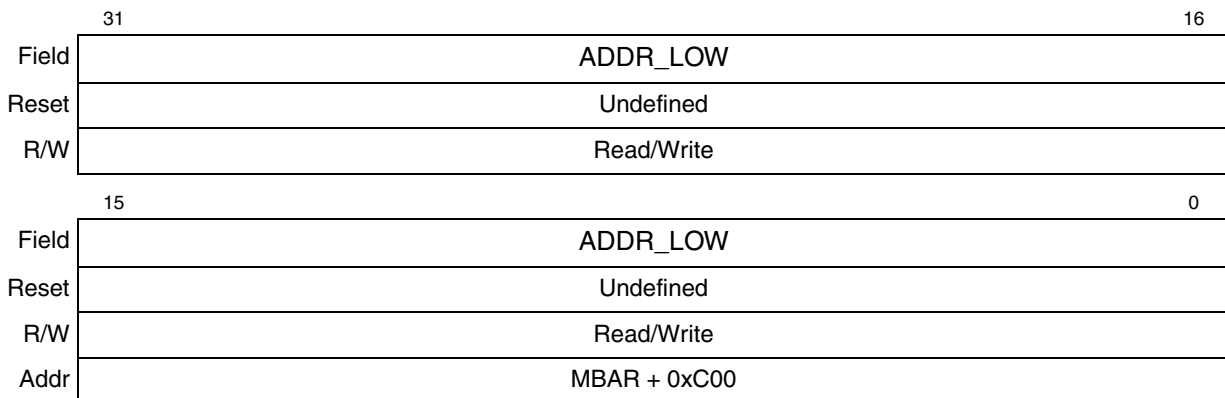 31 16
Field ADDR_LOW
Reset Undefined
R/W Read/Write
15 0
Field ADDR_LOW
Reset Undefined
R/W Read/Write
Addr MBAR + 0xC00